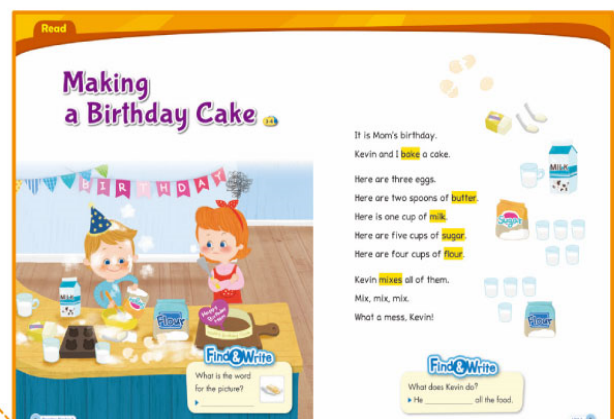 Read
Making
a Birthday Cake
BIRTHDAY
MILK
Flour
Find & Write
What is the word
for the picture?
It is Mom's birthday.
Kevin and I bake a cake.
Here are three eggs.
Here are two spoons of butter.
Here is one cup of milk.
Here are five cups of sugar.
Here are four cups of flour.
Kevin mixes all of them.
Mix, mix, mix.
What a mess, Kevin!
MILK
Sugar
Flour
Find & Write
What does Kevin do?
He __________ all the food.